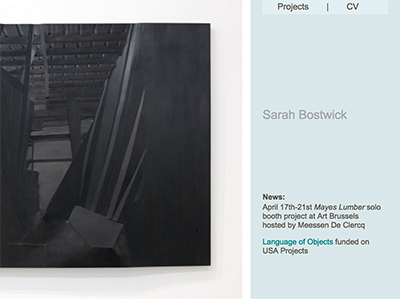 Projects | CV
Sarah Bostwick
News:
April 17th-21st Mayes Lumber solo
booth project at Art Brussels
hosted by Meessen De Clercq
Language of Objects funded on
USA Projects